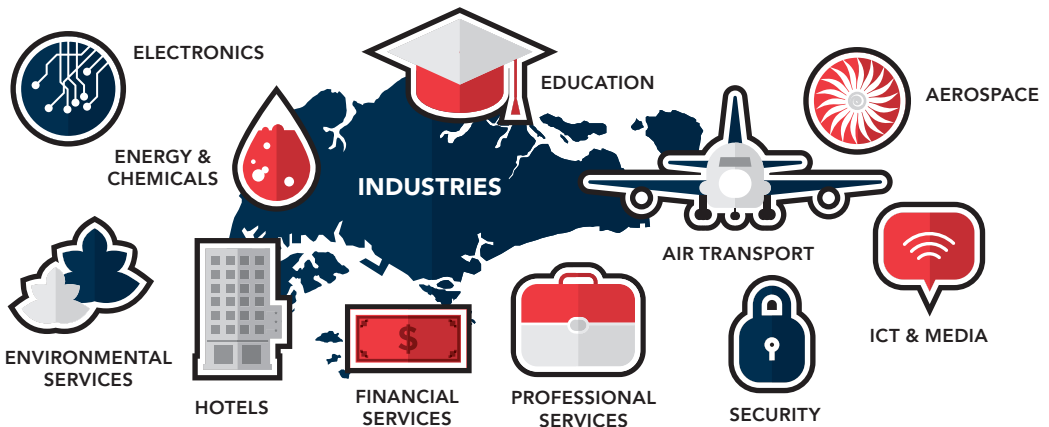 ELECTRONICS
EDUCATION
AEROSPACE
ENERGY &
CHEMICALS
INDUSTRIES
AIR TRANSPORT
ICT & MEDIA
ENVIRONMENTAL
SERVICES
HOTELS
$
FINANCIAL
SERVICES
PROFESSIONAL
SERVICES
SECURITY